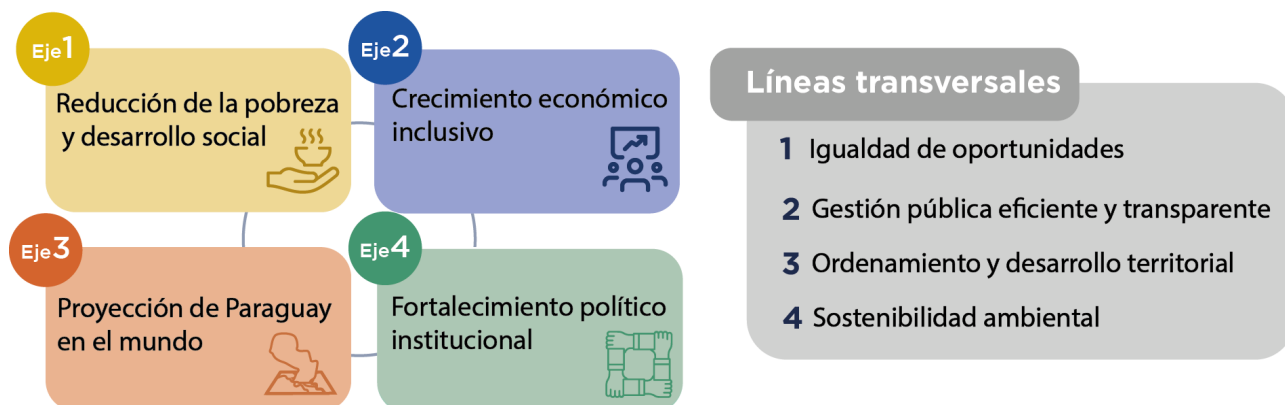 Eje1
Reducción de la pobreza
y desarrollo social
Eje2
Crecimiento económico
inclusivo
Eje3
Proyección de Paraguay
en el mundo
Eje4
Fortalecimiento político
institucional
Líneas transversales
1 Igualdad de oportunidades
2 Gestión pública eficiente y transparente
3 Ordenamiento y desarrollo territorial
4 Sostenibilidad ambiental